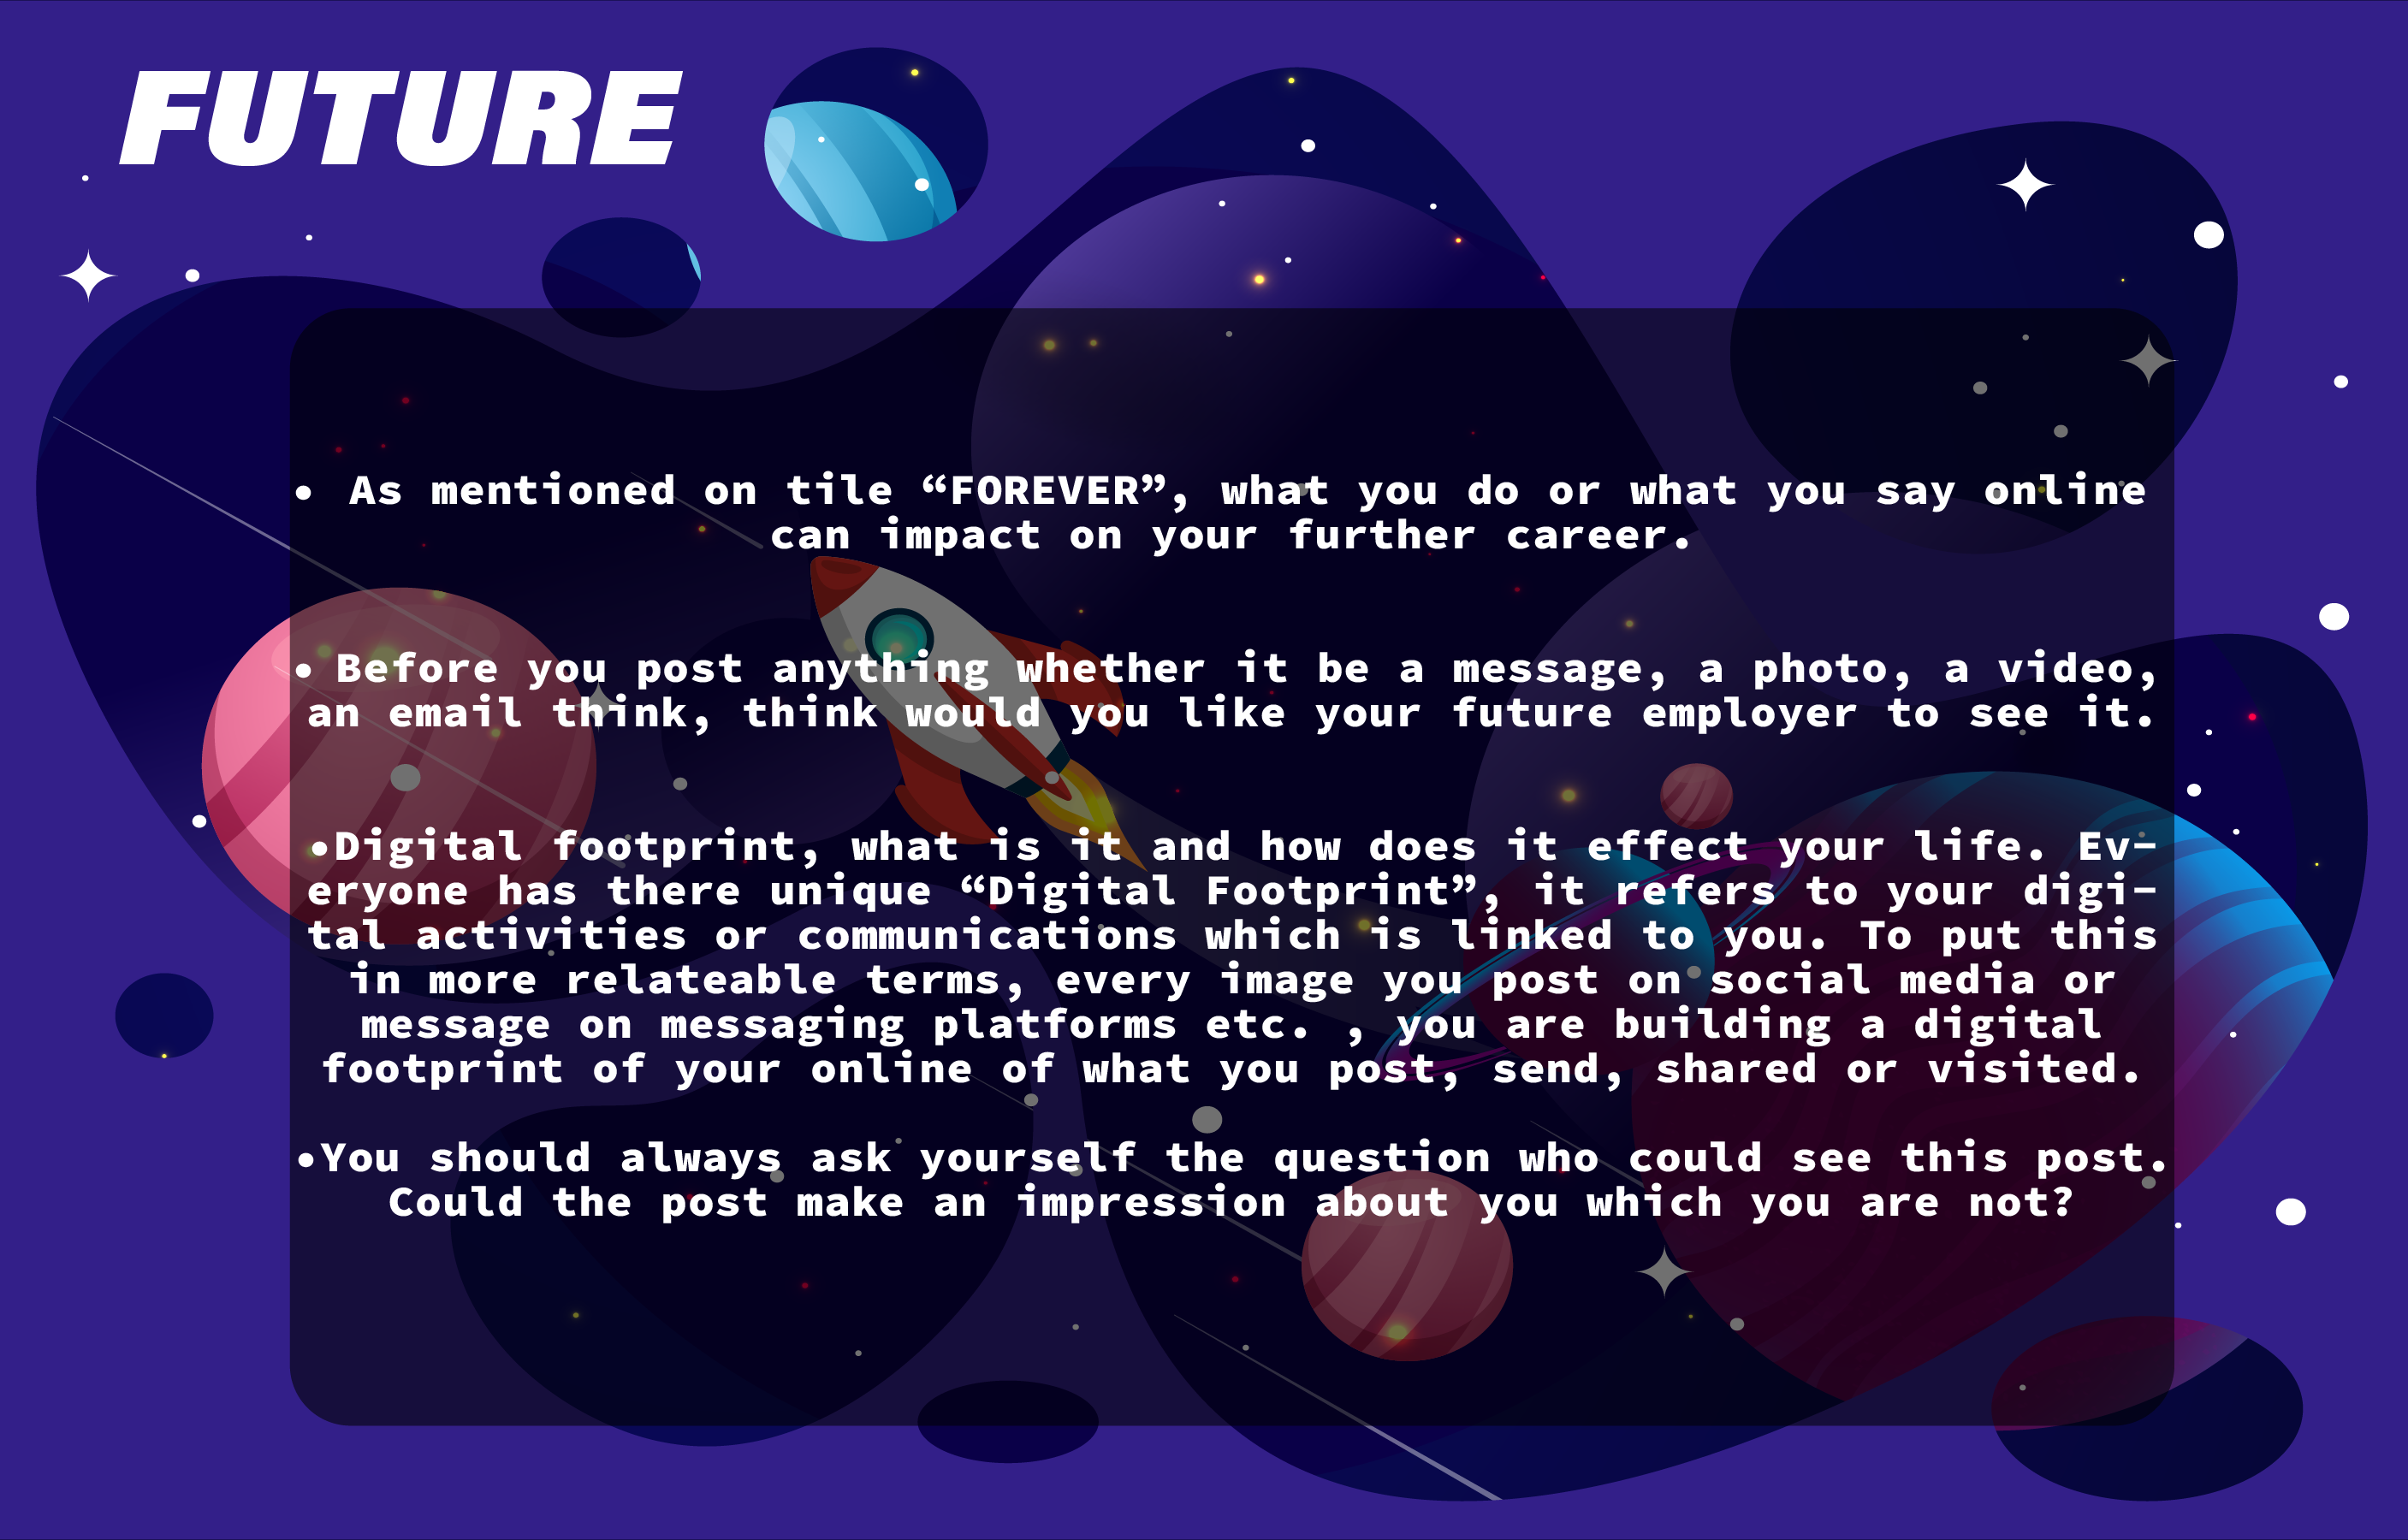 FUTURE
• As mentioned on tile “FOREVER”, what you do or what you say online
can impact on your further career.
• Before you post anything whether it be a message, a photo, a video,
an email think, think would you like your future employer to see it.
•Digital footprint, what is it and how does it effect your life. Ev-
eryone has there unique “Digital Footprint”, it refers to your digi-
tal activities or communications which is linked to you. To put this
in more relateable terms, every image you post on social media or
message on messaging platforms etc. , you are building a digital
footprint of your online of what you post, send, shared or visited.
•You should always ask yourself the question who could see this post.
Could the post make an impression about you which you are not?